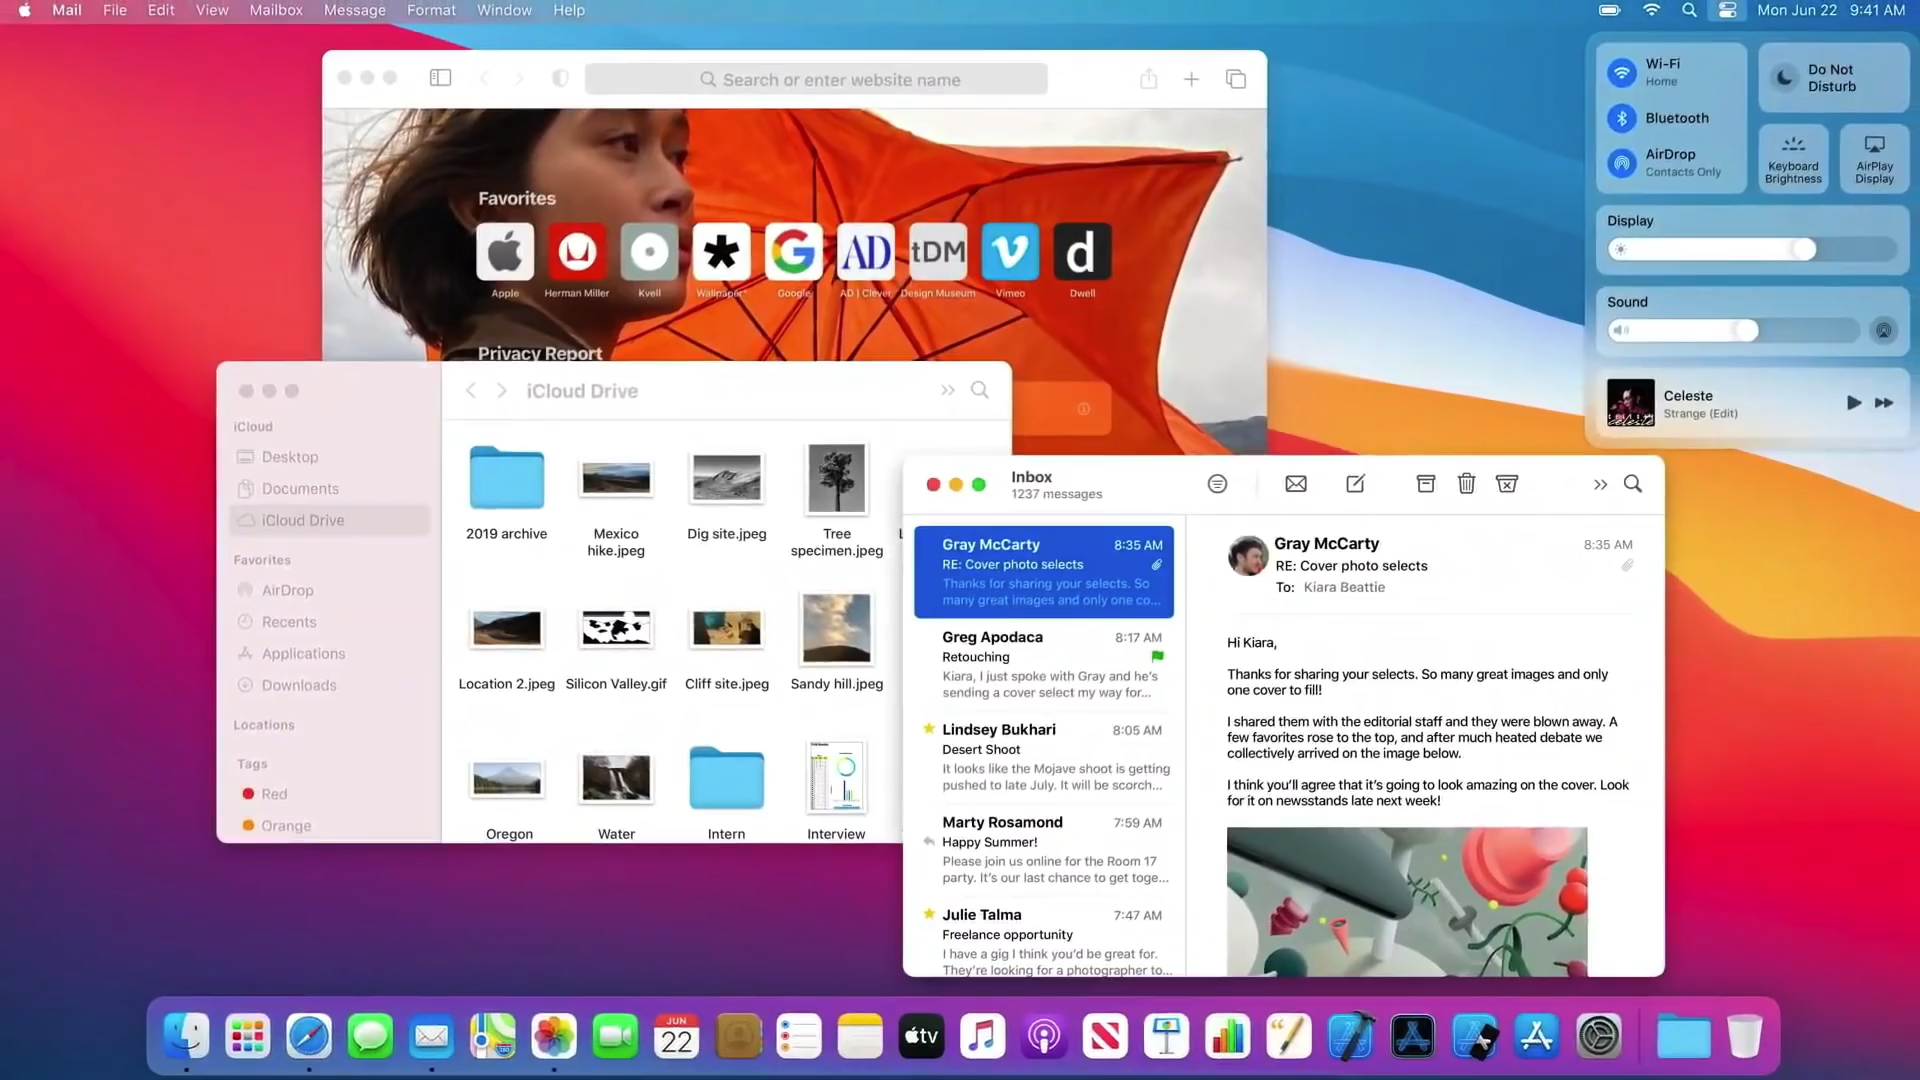 Mail File Edit View Mailbox Message Format Window Help
Mon Jun 22 9:41 AM
Search or enter website name
Favorites
AD
tDM
d
Apple
Herman Miller
Kvell
Wallpaper*
Google
AD | Clever
Design Museum
Vimeo
Dwell
Privacy Report
Wi-Fi
Home
Bluetooth
AirDrop
Contacts Only
Do Not
Disturb
Keyboard
Brightness
AirPlay
Display
Display
Sound
Celeste
Strange (Edit)
iCloud
Desktop
Documents
iCloud Drive
Favorites
AirDrop
Recents
Applications
Downloads
Locations
Tags
Red
Orange
iCloud Drive
2019 archive
Mexico
hike.jpeg
Dig site.jpeg
Tree
specimen.jpeg
Location 2.jpeg
Silicon Valley.gif
Cliff site.jpeg
Sandy hill.jpeg
Oregon
Water
Intern
Interview
Inbox
1237 messages
Gray McCarty 8:35 AM
RE: Cover photo selects
Thanks for sharing your selects. So
many great images and only one co...
Greg Apodaca 8:17 AM
Retouching
Kiara, I just spoke with Gray and he’s
sending a cover select my way for...
Lindsey Bukhari 8:05 AM
Desert Shoot
It looks like the Mojave shoot is getting
pushed to late July. It will be scorch...
Marty Rosamond 7:59 AM
Happy Summer!
Please join us online for the Room 17
party. It’s our last chance to get toge...
Julie Talma 7:47 AM
Freelance opportunity
I have a gig I think you’d be great for.
They’re looking for a photographer to...
Gray McCarty 8:35 AM
RE: Cover photo selects
To: Kiara Beattie
Hi Kiara,
Thanks for sharing your selects. So many great images and only
one cover to fill!
I shared them with the editorial staff and they were blown away. A
few favorites rose to the top, and after much heated debate we
collectively arrived on the image below.
I think you’ll agree that it’s going to look amazing on the cover. Look
for it on newsstands late next week!
JUN
22
tv